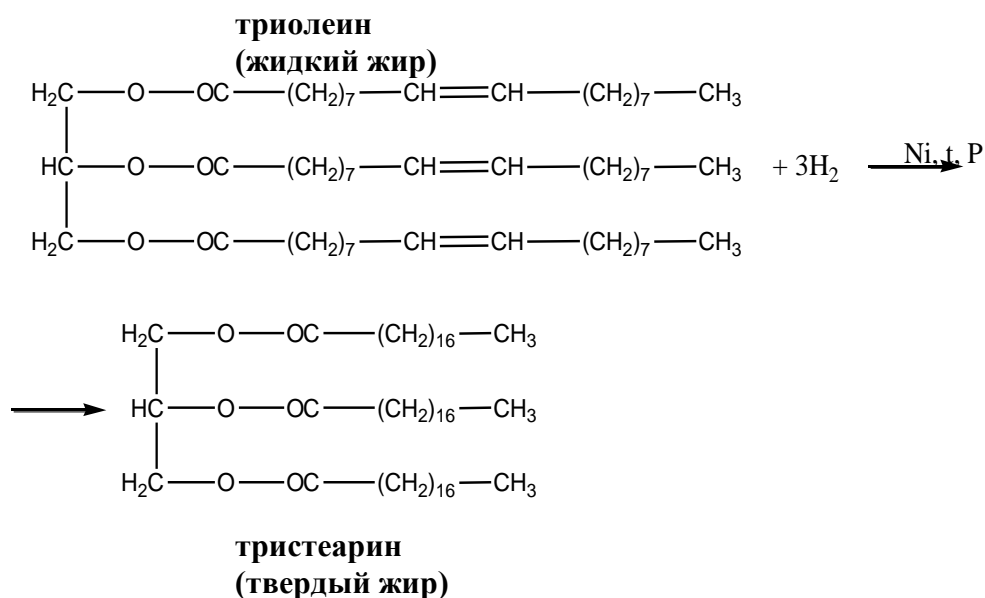 триолеин
(жидкий жир)
H₂C—O—OC—(CH₂)₇—CH=CH—(CH₂)₇—CH₃
HC—O—OC—(CH₂)₇—CH=CH—(CH₂)₇—CH₃ + 3H₂ Ni, t, P
H₂C—O—OC—(CH₂)₇—CH=CH—(CH₂)₇—CH₃
H₂C—O—OC—(CH₂)₁₆—CH₃
HC—O—OC—(CH₂)₁₆—CH₃
H₂C—O—OC—(CH₂)₁₆—CH₃
тристеарин
(твердый жир)